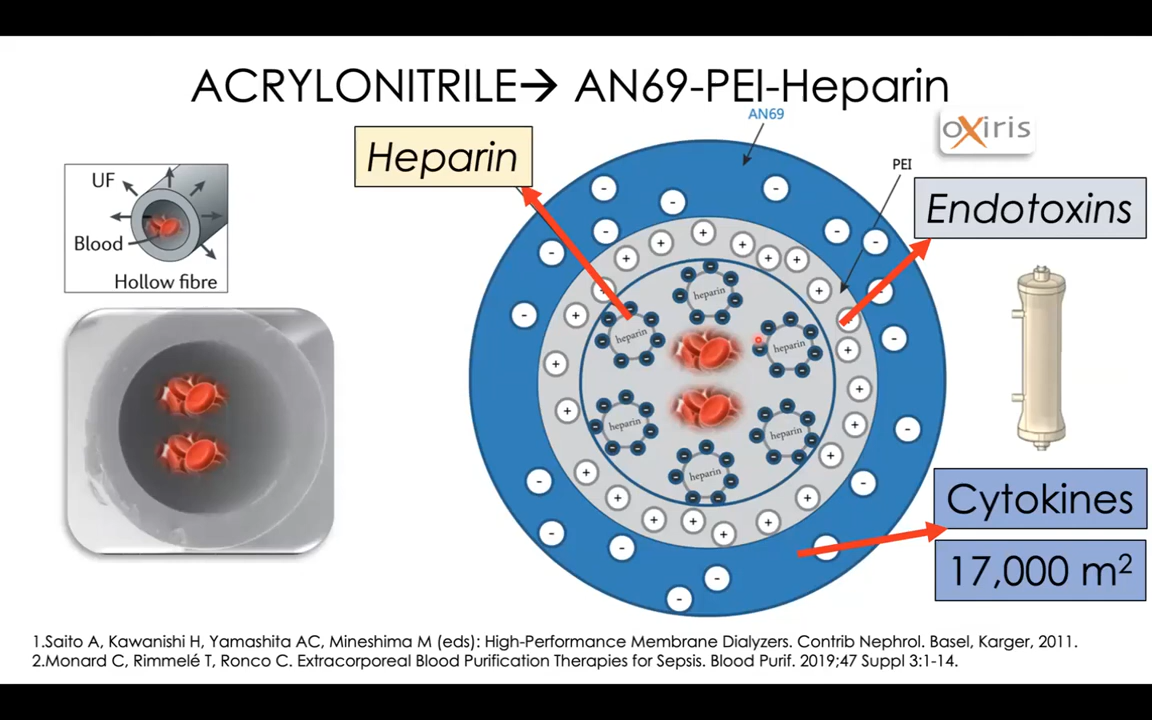 ACRYLONITRILE→ AN69-PEI-Heparin
AN69
oXiris
Heparin
PEI
UF
Blood
Hollow fibre
Endotoxins
heparin
heparin
heparin
heparin
heparin
heparin
+
-
Cytokines
17,000 m²
1.Saito A, Kawanishi H, Yamashita AC, Mineshima M (eds): High-Performance Membrane Dialyzers. Contrib Nephrol. Basel, Karger, 2011.
2.Monard C, Rimmelé T, Ronco C. Extracorporeal Blood Purification Therapies for Sepsis. Blood Purif. 2019;47 Suppl 3:1-14.